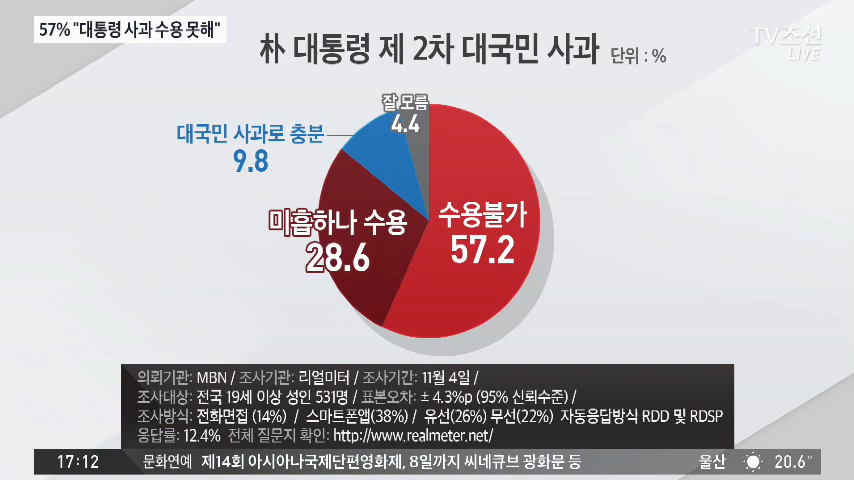 57% "대통령 사과 수용 못해"
TV조선
LIVE
朴 대통령 제 2차 대국민 사과 단위 : %
잘 모름
4.4
대국민 사과로 충분
9.8
미흡하나 수용
28.6
수용불가
57.2
의뢰기관: MBN / 조사기관: 리얼미터 / 조사기간: 11월 4일 /
조사대상: 전국 19세 이상 성인 531명 / 표본오차: ± 4.3%p (95% 신뢰수준) /
조사방식: 전화면접 (14%) / 스마트폰앱(38%) / 유선(26%) 무선(22%) 자동응답방식 RDD 및 RDSP
응답률: 12.4% 전체 질문지 확인: http://www.realmeter.net/
17:12 문화연예 제14회 아시아나국제단편영화제, 8일까지 씨네큐브 광화문 등 울산 20.6℃